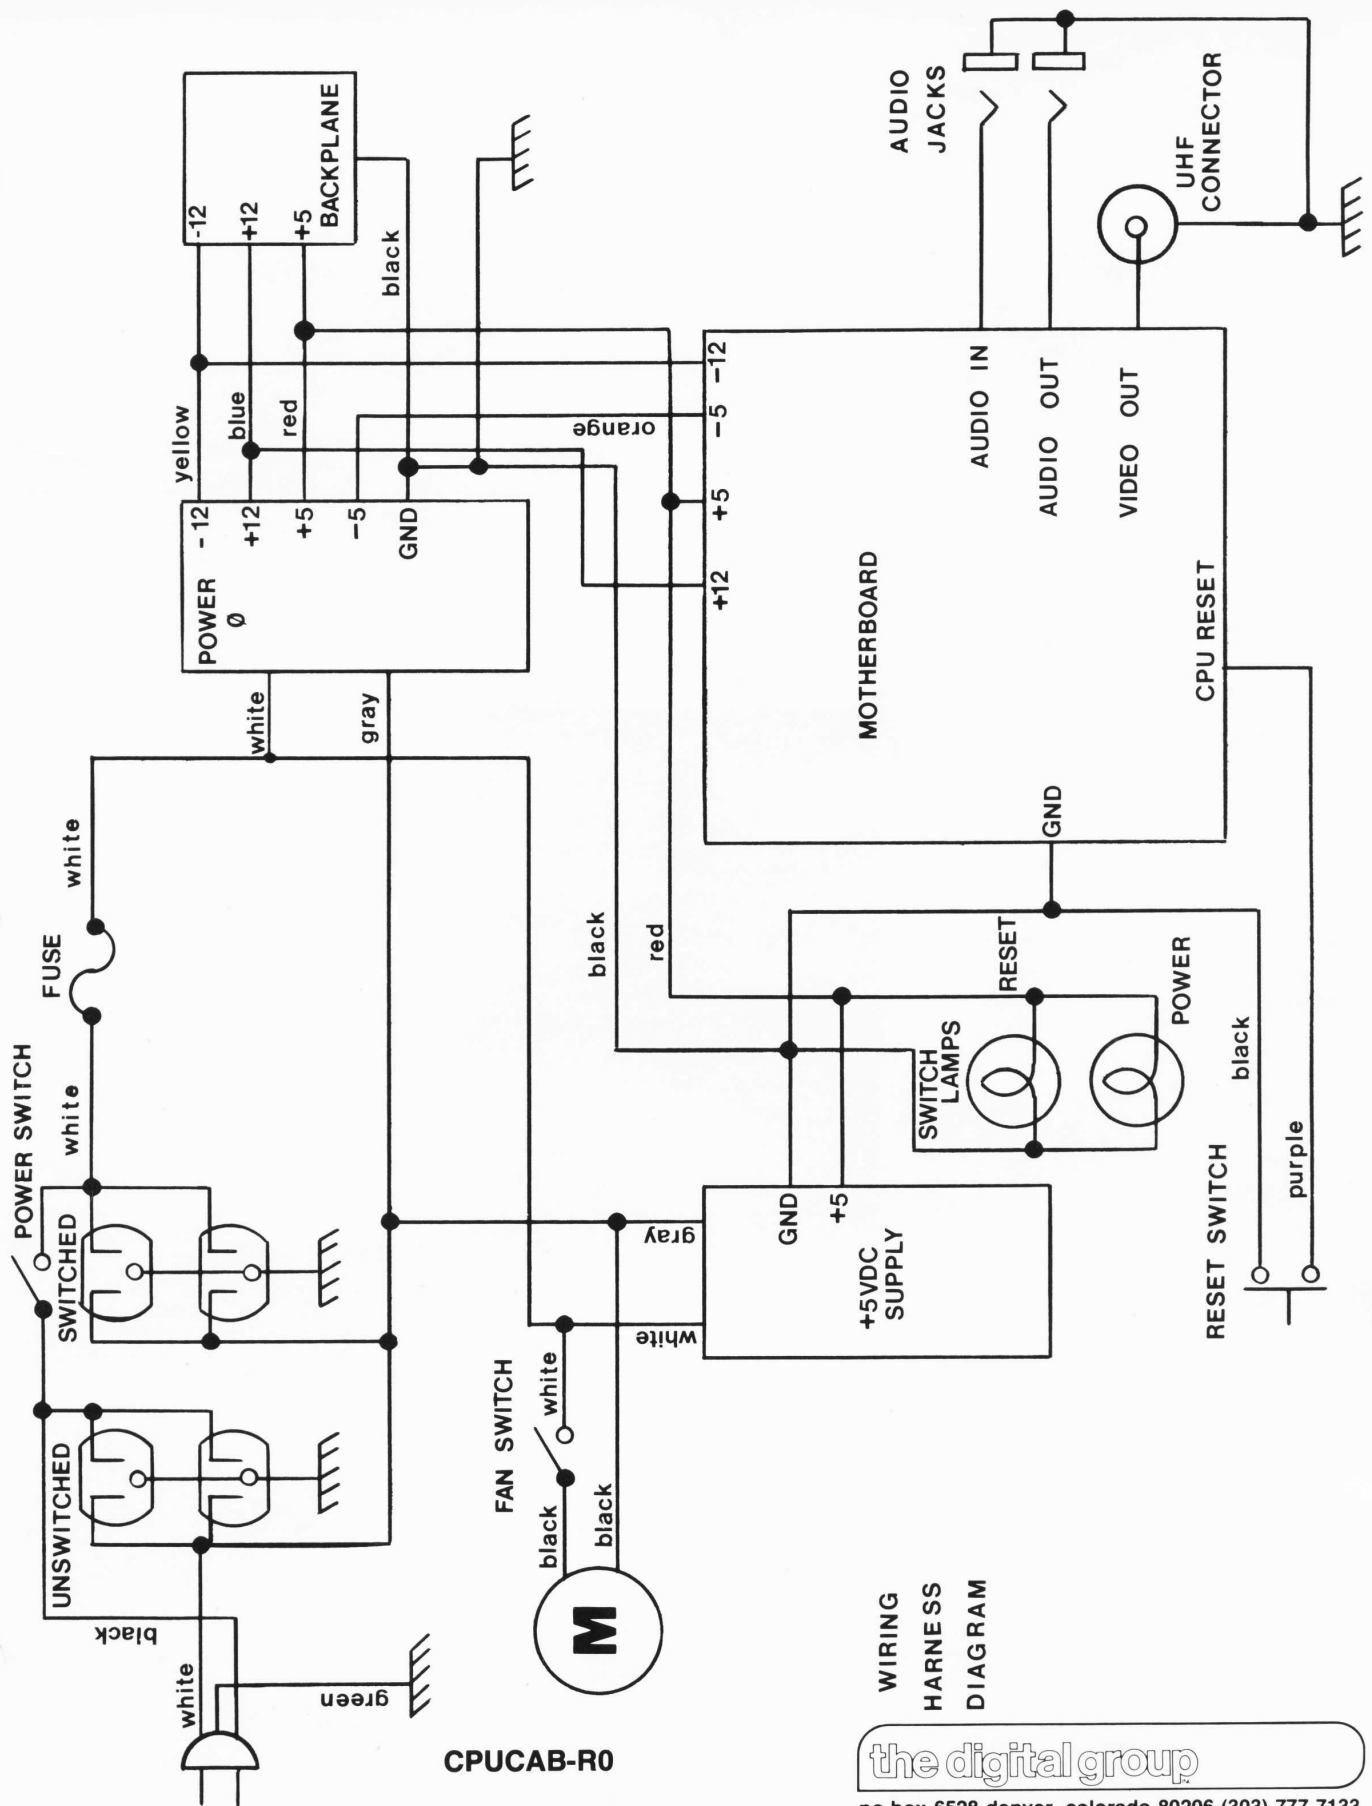 BACKPLANE
-12
+12
+5
black
yellow
blue
red
orange
POWER
Ø
-12
+12
+5
-5
GND
white
gray
white
FUSE
white
POWER SWITCH
SWITCHED
UNSWITCHED
black
white
green
AUDIO
JACKS
UHF
CONNECTOR
MOTHERBOARD
-12
-5
+5
+12
AUDIO IN
AUDIO OUT
VIDEO OUT
CPU RESET
GND
black
red
RESET
POWER
SWITCH
LAMPS
black
purple
RESET SWITCH
+5VDC
SUPPLY
GND
+5
gray
white
FAN SWITCH
white
black
black
M
WIRING
HARNESS
DIAGRAM
CPUCAB-R0
the digital group
po box 6528 denver, colorado 80206 (303) 777-7133